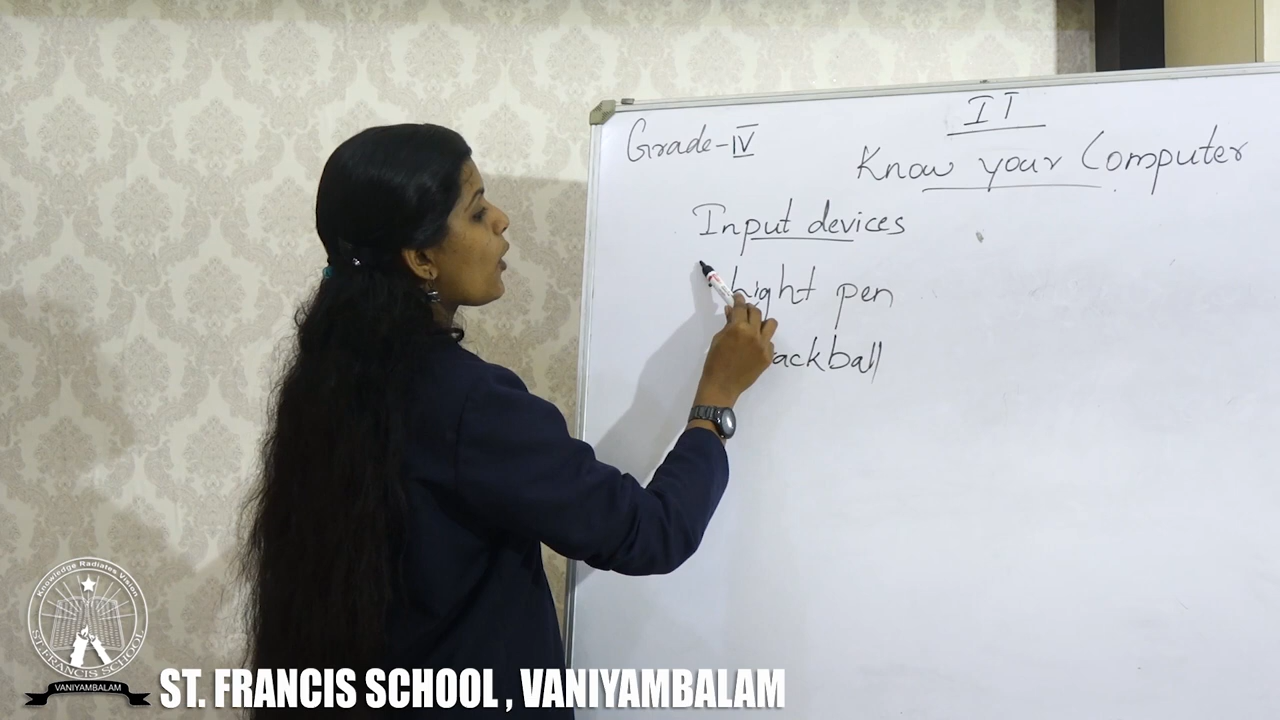 IT
Grade-IV
Know your Computer
Input devices
Light pen
ackball
Knowledge Radiates Vision
ST. FRANCIS SCHOOL
VANIYAMBALAM
ST. FRANCIS SCHOOL , VANIYAMBALAM